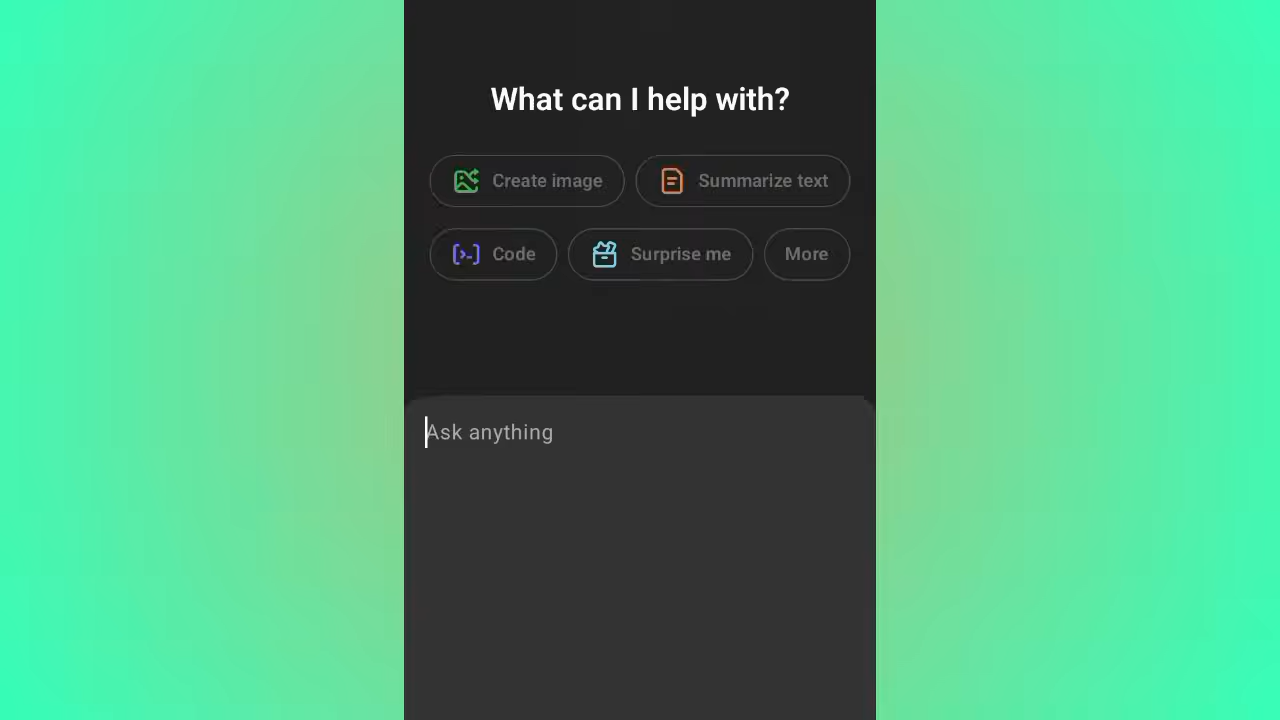 What can I help with?
Create image Summarize text
Code Surprise me More
Ask anything